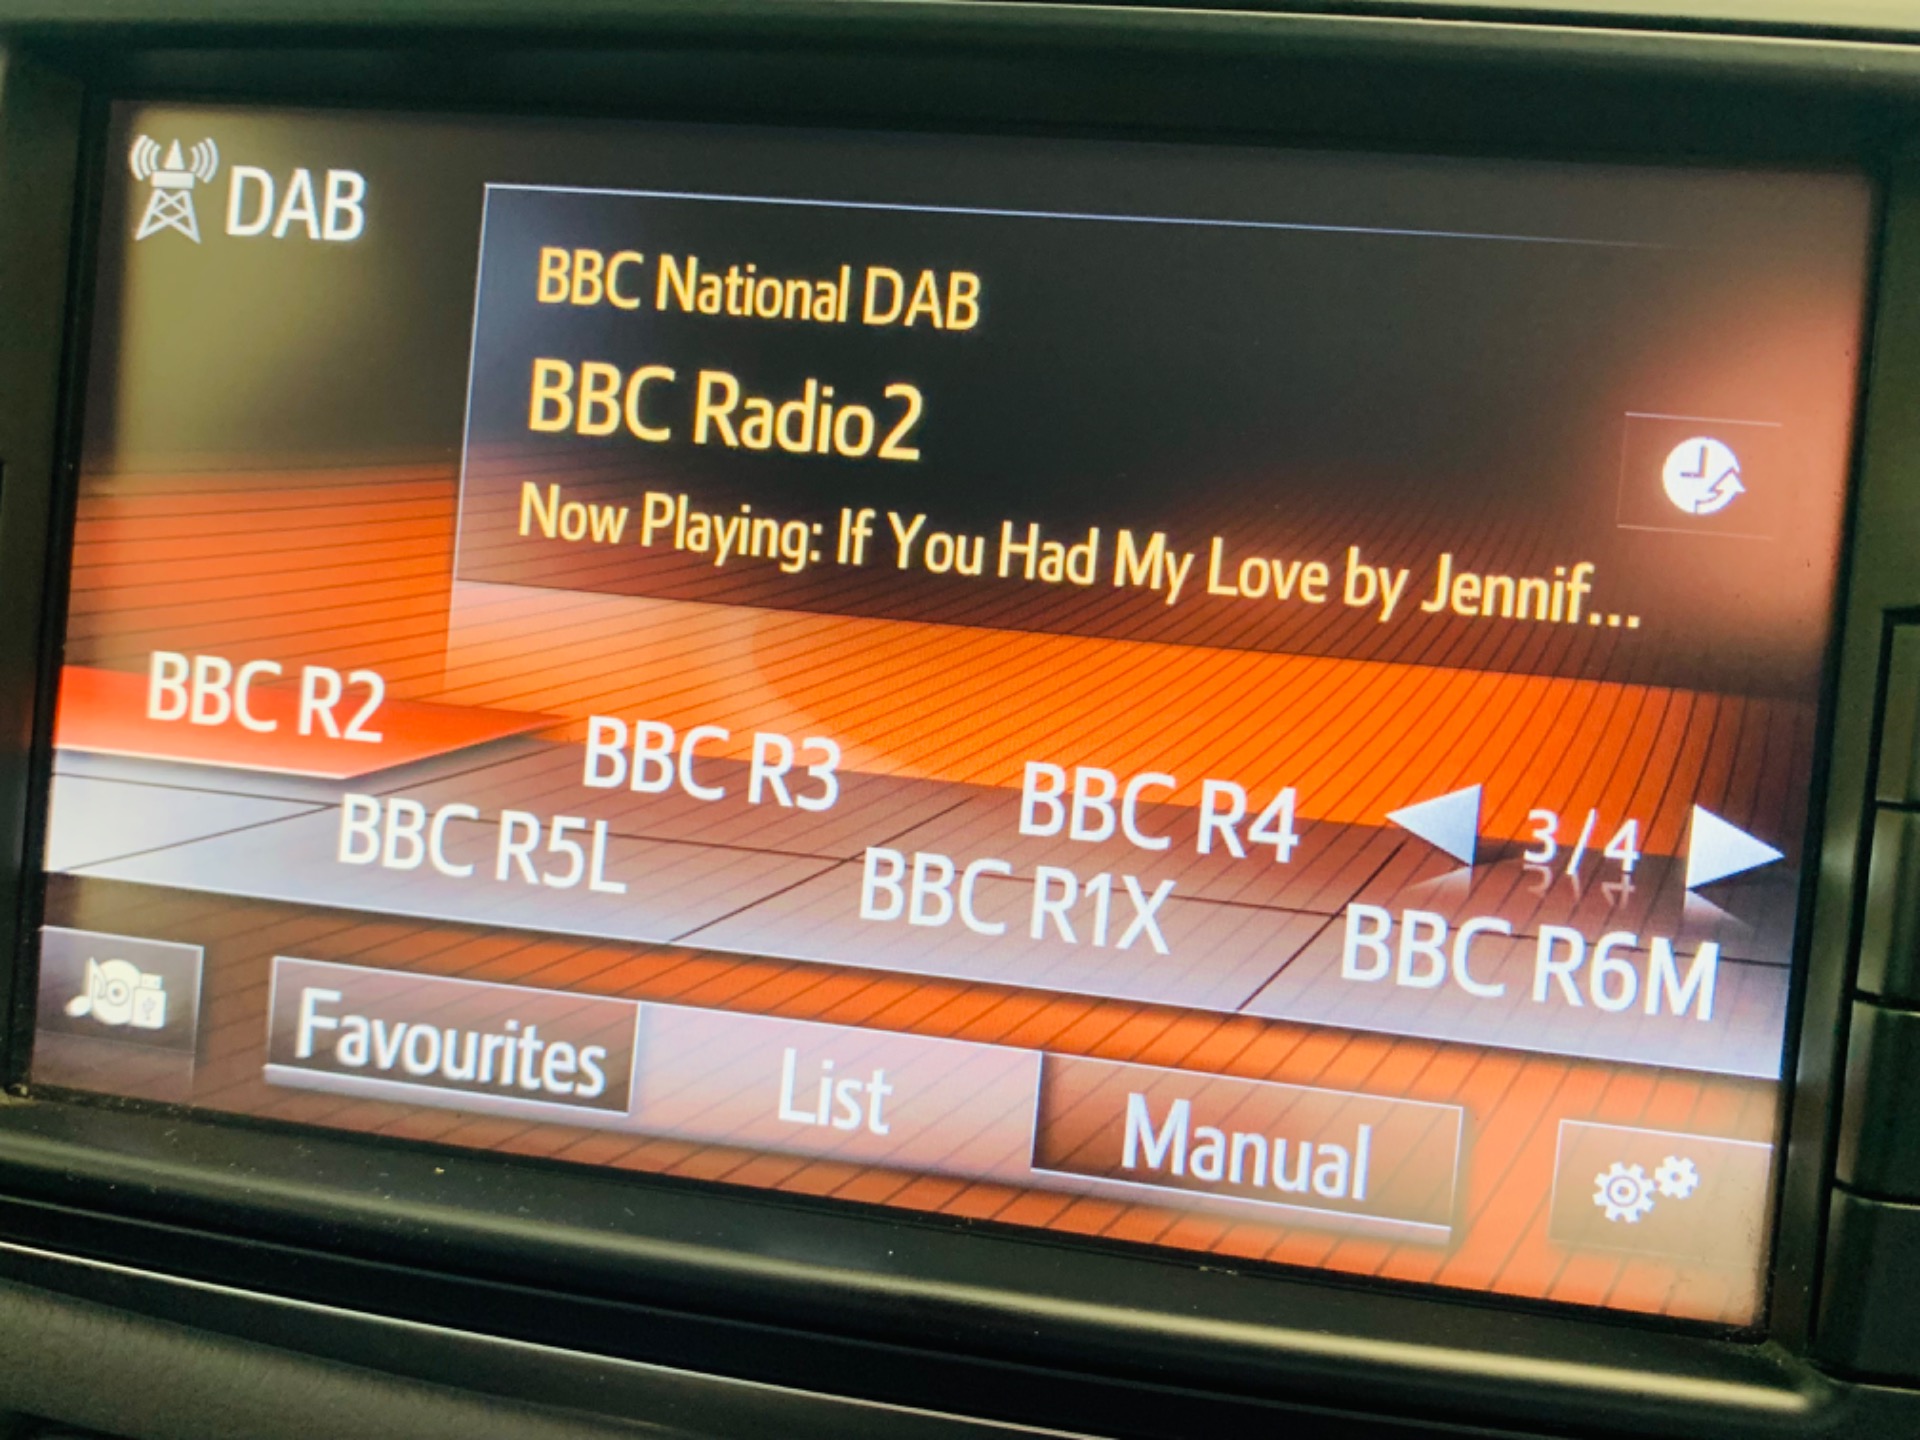 DAB
BBC National DAB
BBC Radio2
Now Playing: If You Had My Love by Jennif...
BBC R2
BBC R3
BBC R4
3/4
BBC R5L
BBC R1X
BBC R6M
Favourites
List
Manual